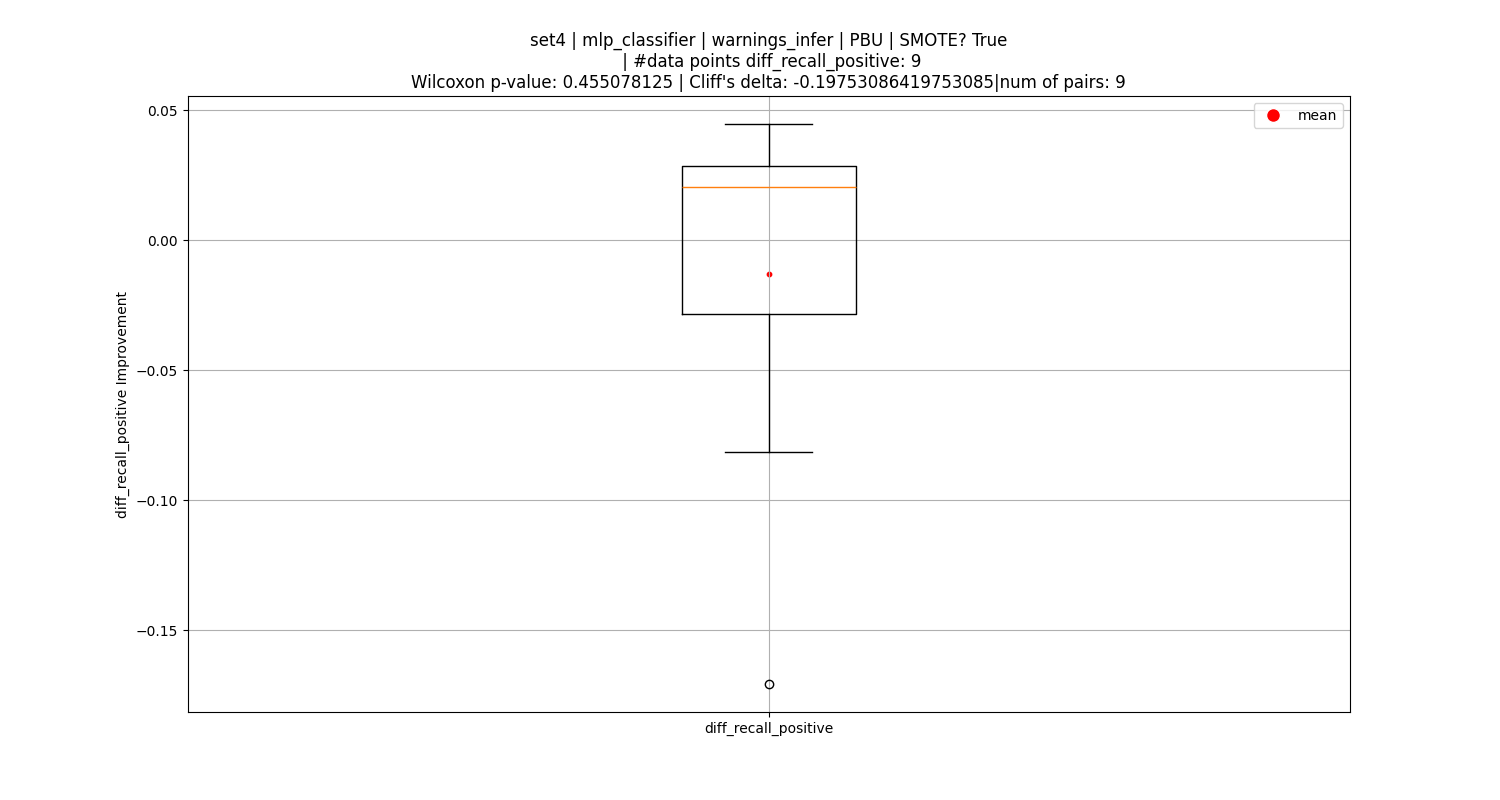 set4 | mlp_classifier | warnings_infer | PBU | SMOTE? True
| #data points diff_recall_positive: 9
Wilcoxon p-value: 0.455078125 | Cliff's delta: -0.19753086419753085|num of pairs: 9
mean
0.05
0.00
−0.05
−0.10
−0.15
diff_recall_positive Improvement
diff_recall_positive